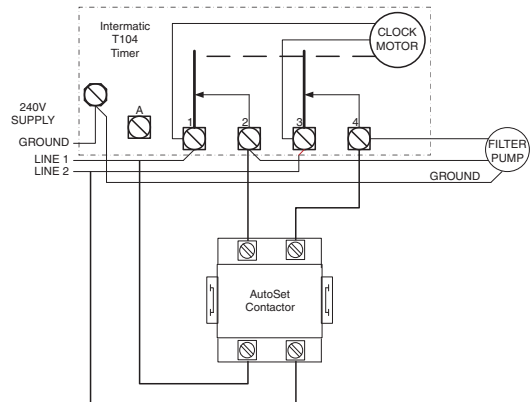 Intermatic
T104
Timer
CLOCK
MOTOR
A
1
2
3
4
240V
SUPPLY
GROUND
LINE 1
LINE 2
FILTER
PUMP
GROUND
AutoSet
Contactor